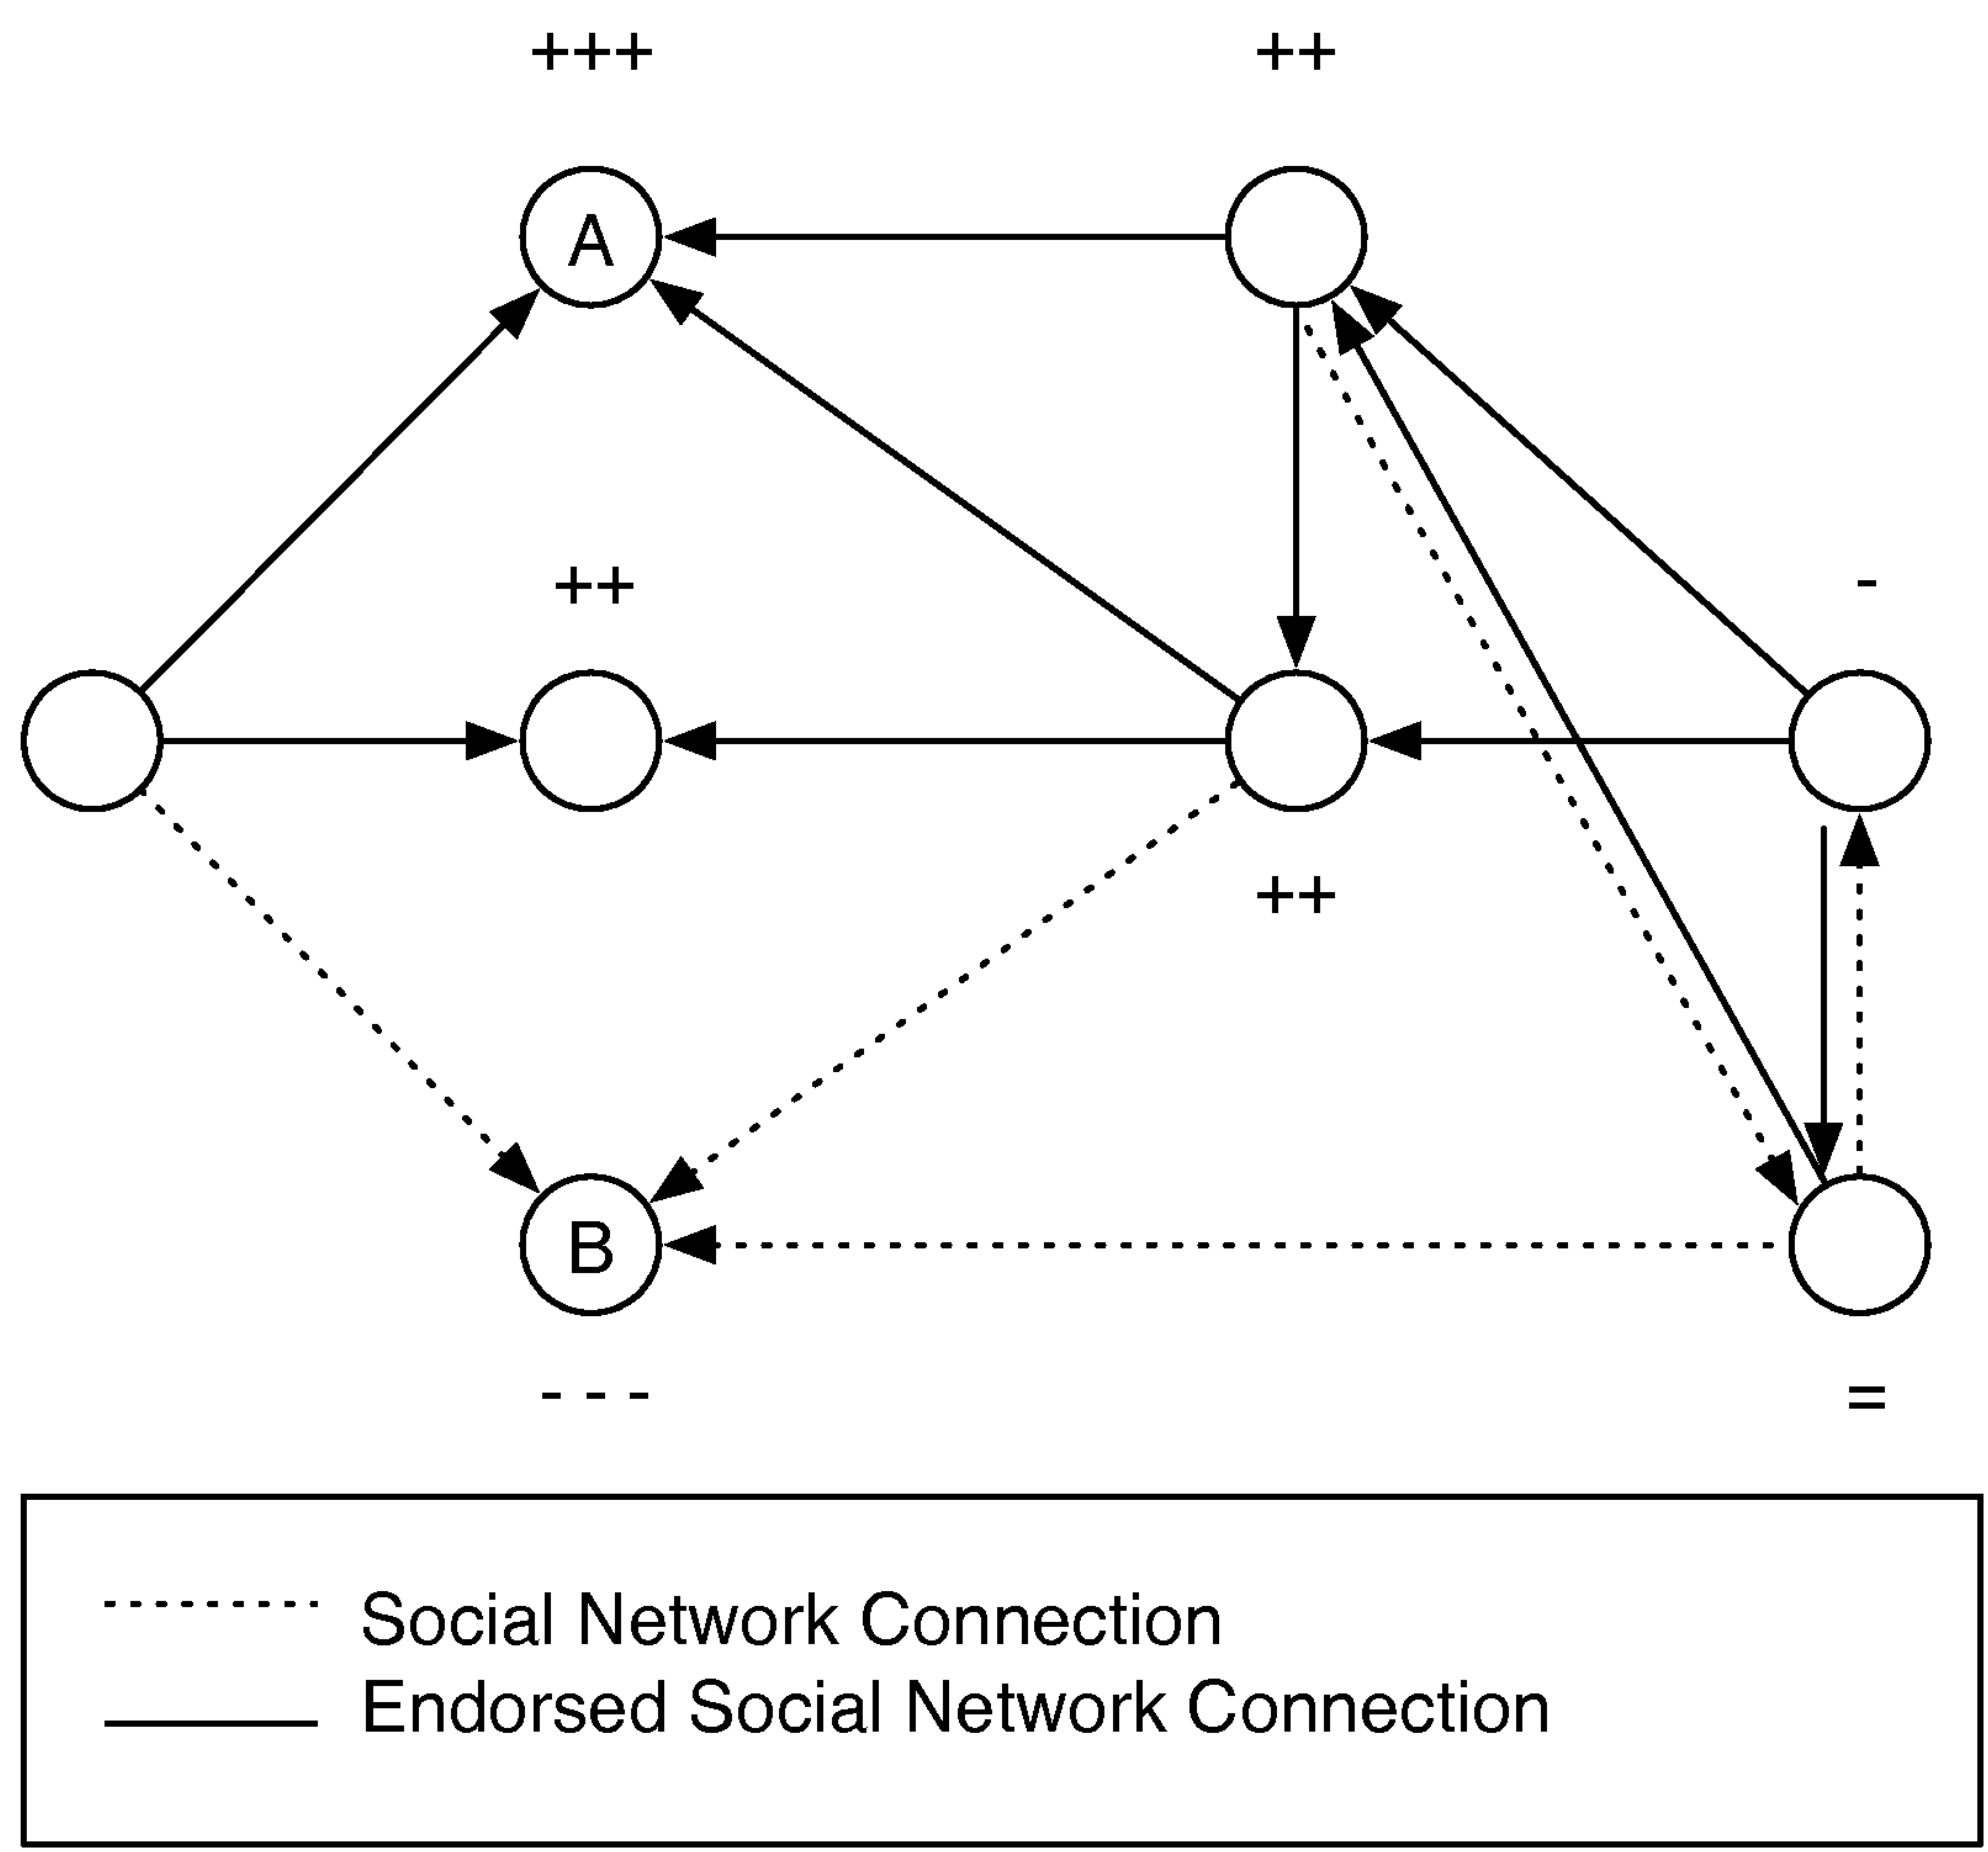 +++
++
A
++
-
++
B
- - -
=
Social Network Connection
Endorsed Social Network Connection